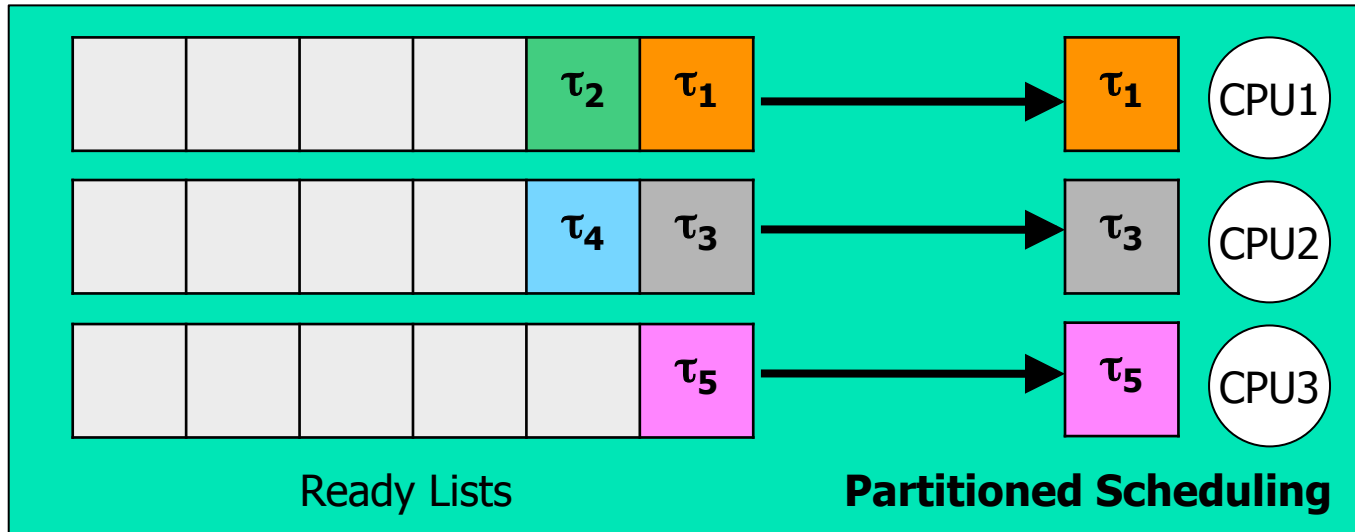 τ2 τ1 τ1 CPU1
τ4 τ3 τ3 CPU2
τ5 τ5 CPU3
Ready Lists Partitioned Scheduling